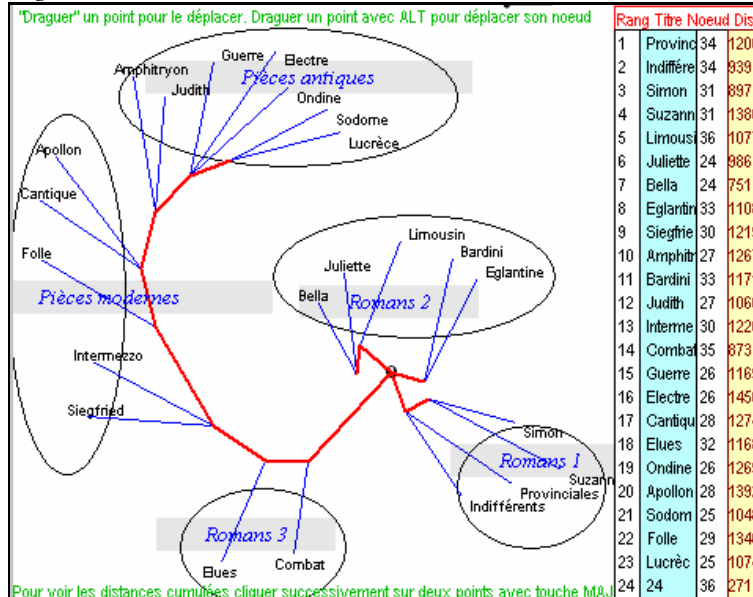 "Draguer" un point pour le déplacer. Draguer un point avec ALT pour déplacer son noeud
Guerre
Electre
Amphitryon
Pièces antiques
Judith
Ondine
Sodome
Lucrèce
Apollon
Cantique
Folle
Pièces modernes
Intermezzo
Siegfried
Limousin
Bardini
Juliette
Eglantine
Bella
Romans 2
Simon
Romans 1
Suzann
Provinciales
Indifférents
Romans 3
Elues
Combat
Pour voir les distances cumulées cliquer successivement sur deux points avec touche MAJ
Rang Titre Noeud Dis
1 Provinc 34 120
2 Indiffére 34 939
3 Simon 31 897
4 Suzann 31 138
5 Limousi 36 107
6 Juliette 24 986
7 Bella 24 751
8 Eglantin 33 110
9 Siegfrie 30 121
10 Amphitr 27 126
11 Bardini 33 117
12 Judith 27 106
13 Interme 30 122
14 Combat 35 873
15 Guerre 26 116
16 Electre 26 145
17 Cantiqu 28 127
18 Elues 32 116
19 Ondine 26 126
20 Apollon 28 139
21 Sodom 25 104
22 Folle 29 134
23 Lucrèc 25 107
24 24 36 271